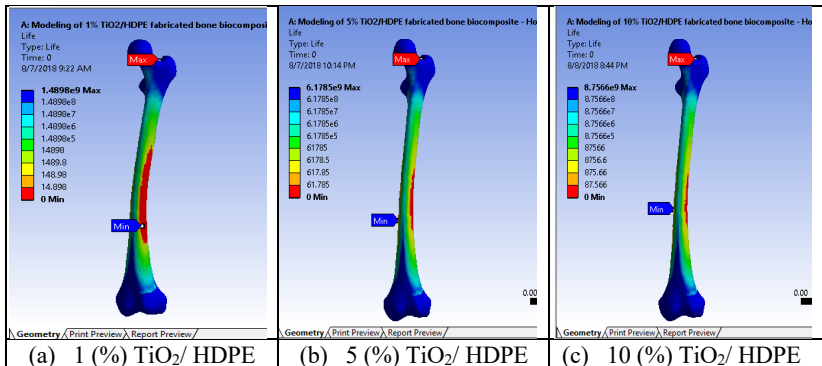 A: Modeling of 1% TiO2/HDPE fabricated bone biocomposi
Life
Type: Life
Time: 0
8/7/2018 9:22 AM
1.4898e9 Max
1.4898e8
1.4898e7
1.4898e6
1.4898e5
14898
1489.8
148.98
14.898
0 Min
Max
Min
Geometry / Print Preview / Report Preview /
(a) 1 (%) TiO₂/ HDPE
A: Modeling of 5% TiO2/HDPE fabricated bone biocomposite - Ho
Life
Type: Life
Time: 0
8/7/2018 10:14 PM
6.1785e9 Max
6.1785e8
6.1785e7
6.1785e6
6.1785e5
61785
6178.5
617.85
61.785
0 Min
Max
Min
0.00
Geometry / Print Preview / Report Preview /
(b) 5 (%) TiO₂/ HDPE
A: Modeling of 10% TiO2/HDPE fabricated bone biocomposite - Ho
Life
Type: Life
Time: 0
8/8/2018 8:44 PM
8.7566e9 Max
8.7566e8
8.7566e7
8.7566e6
8.7566e5
87566
8756.6
875.66
87.566
0 Min
Max
Min
0.00
Geometry / Print Preview / Report Preview /
(c) 10 (%) TiO₂/ HDPE